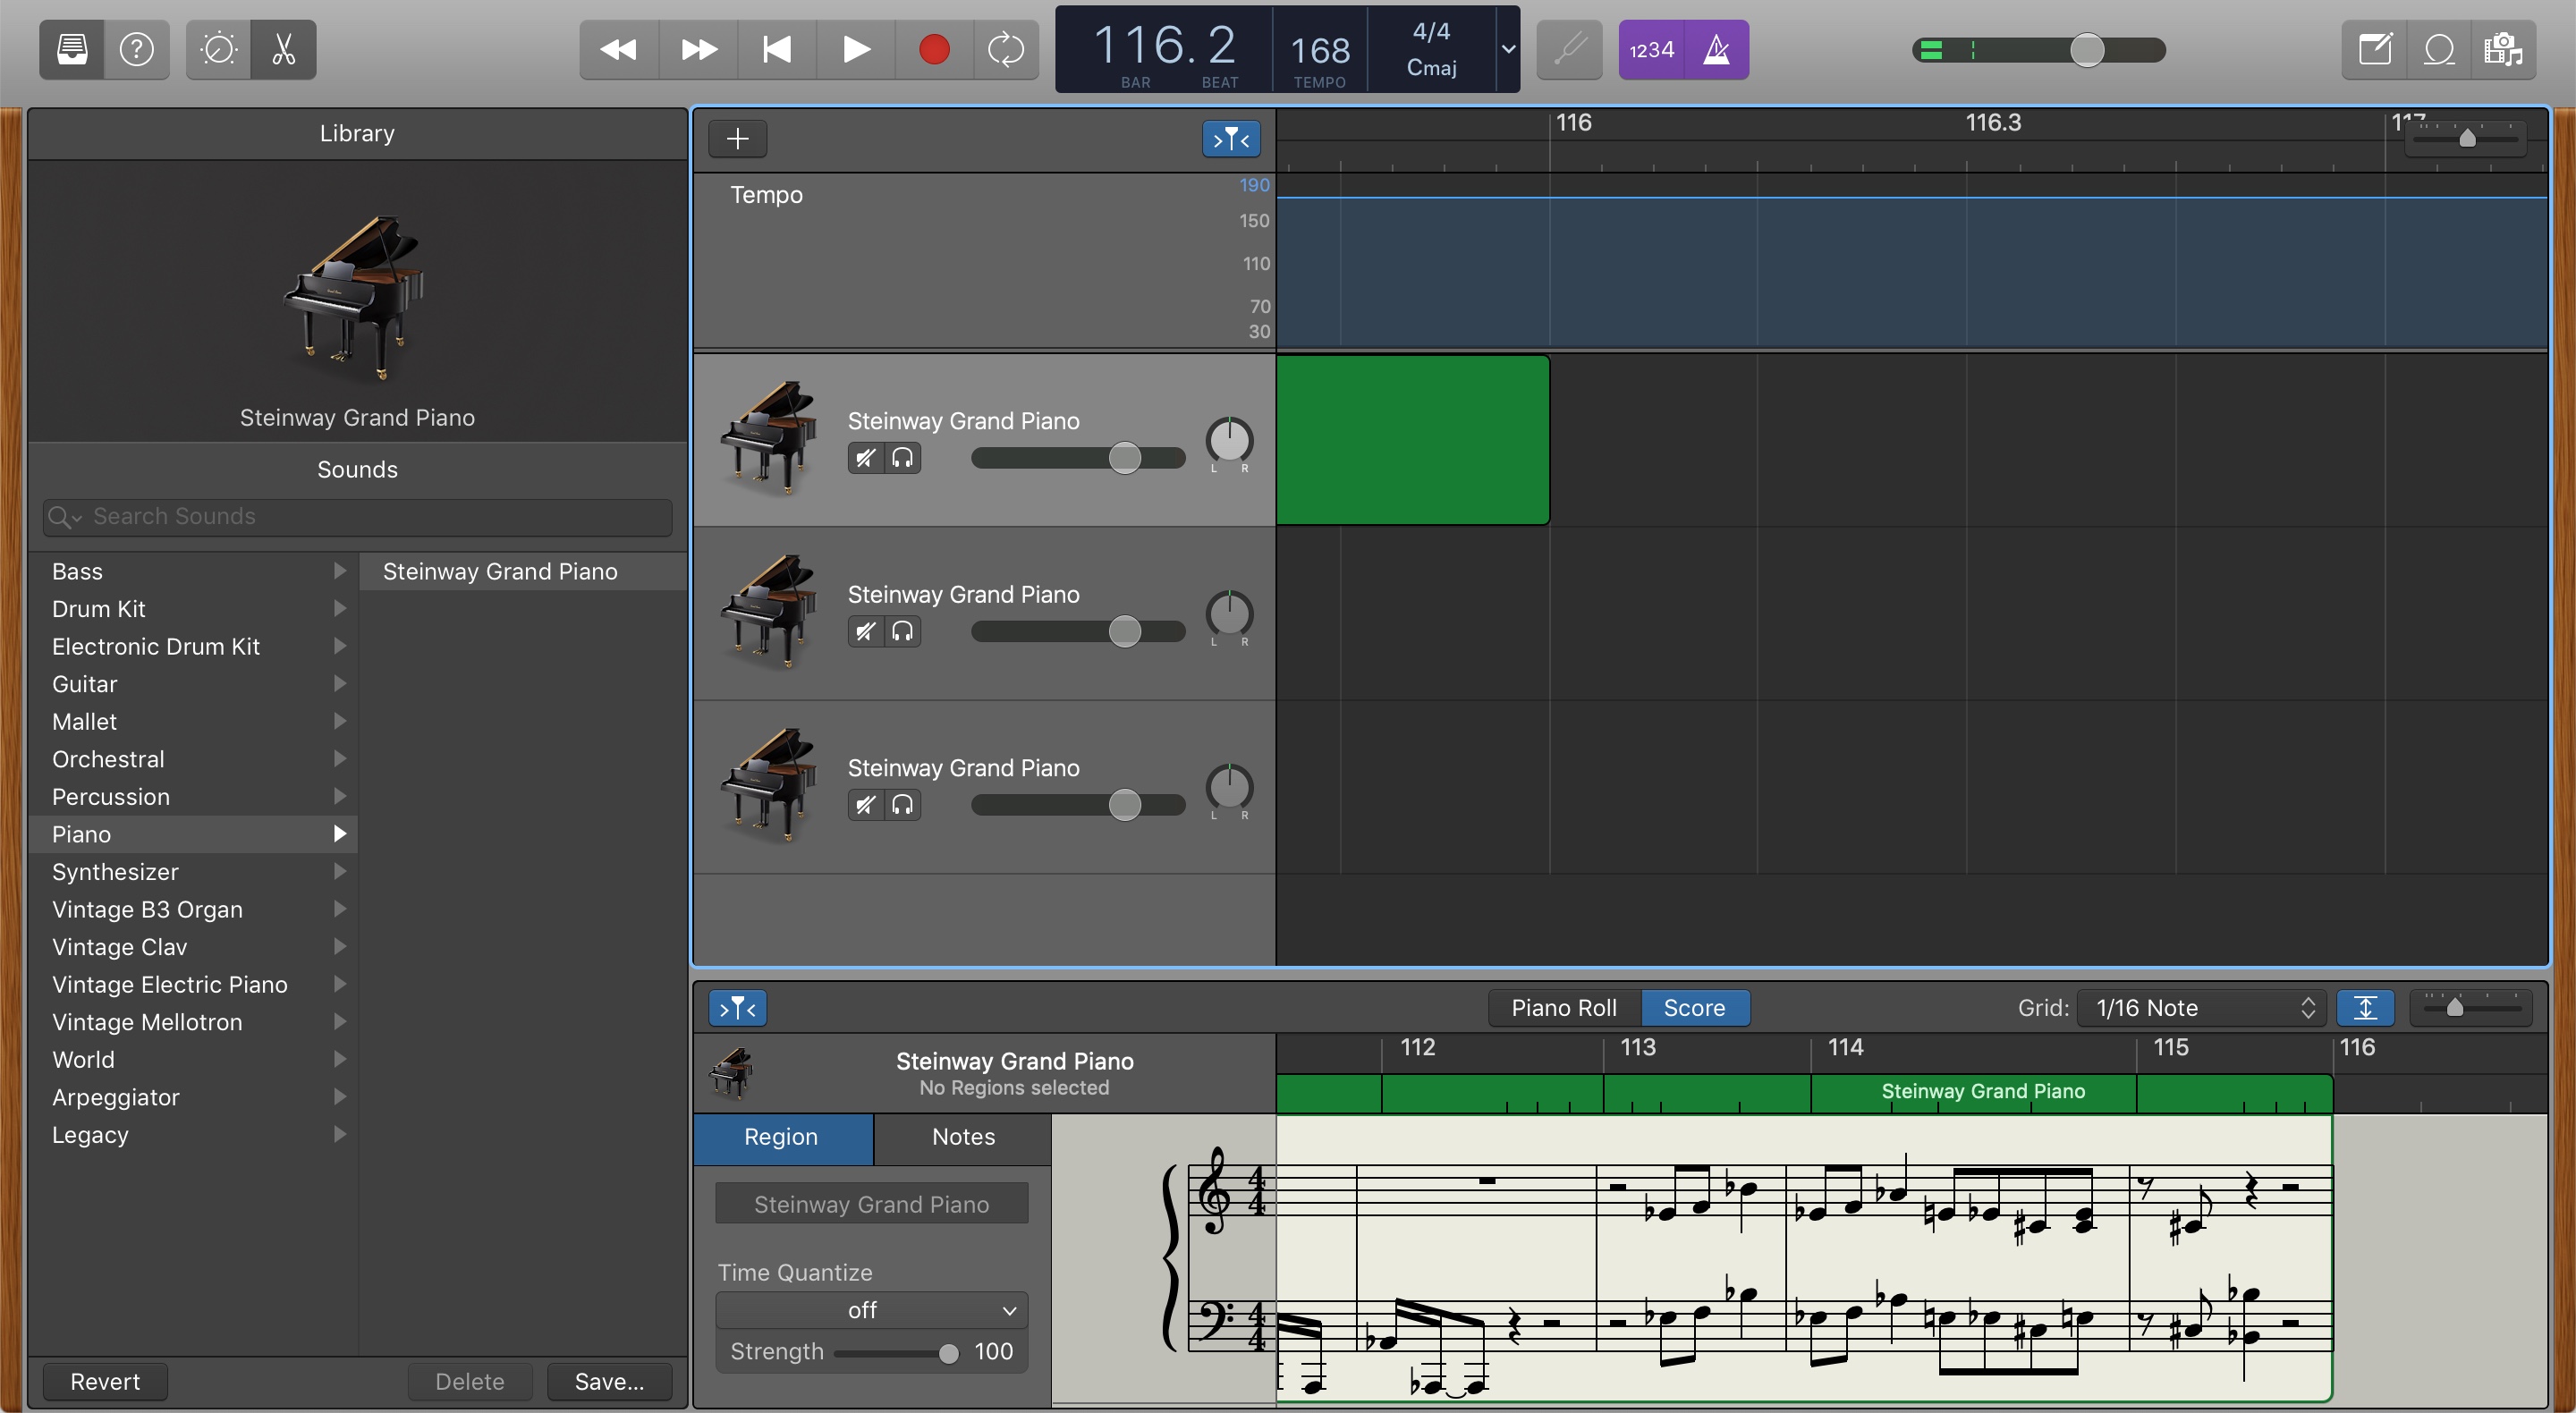 116. 2
BAR BEAT
168
TEMPO
4/4
Cmaj
1234
Library
Steinway Grand Piano
Sounds
Search Sounds
Bass
Drum Kit
Electronic Drum Kit
Guitar
Mallet
Orchestral
Percussion
Piano
Synthesizer
Vintage B3 Organ
Vintage Clav
Vintage Electric Piano
Vintage Mellotron
World
Arpeggiator
Legacy
Steinway Grand Piano
Revert
Delete
Save...
116 116.3
Tempo
190
150
110
70
30
Steinway Grand Piano
L R
Steinway Grand Piano
L R
Steinway Grand Piano
L R
Piano Roll Score
Grid: 1/16 Note
Steinway Grand Piano
No Regions selected
112 113 114 115 116
Steinway Grand Piano
Region Notes
Steinway Grand Piano
Time Quantize
off
Strength 100
4
4
4
4